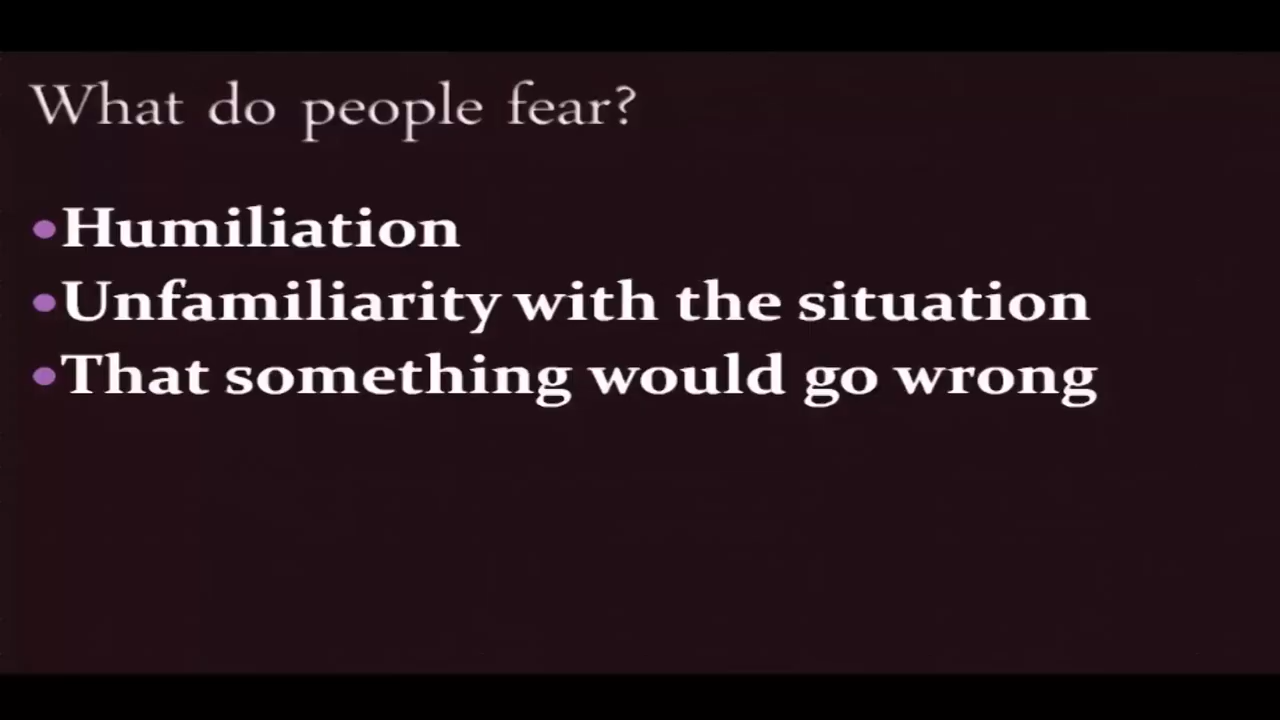 What do people fear?
•Humiliation
•Unfamiliarity with the situation
•That something would go wrong